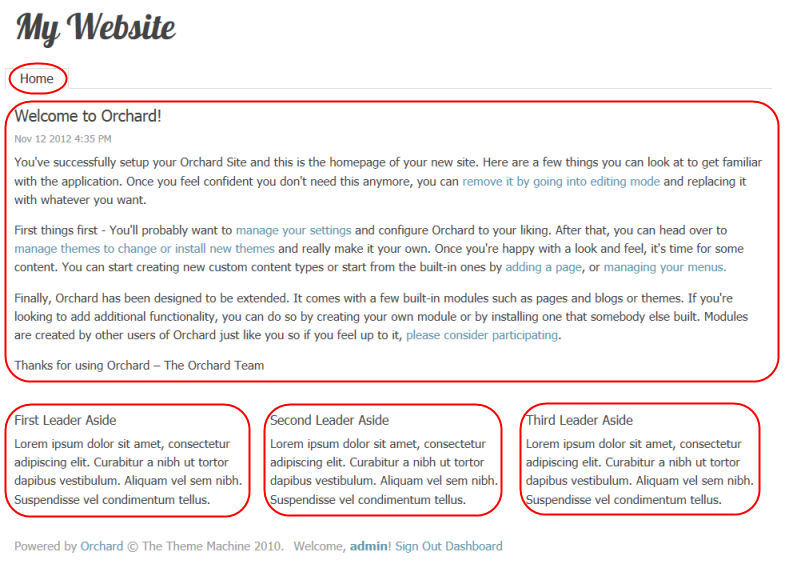 My Website
Home
Welcome to Orchard!
Nov 12 2012 4:35 PM
You've successfully setup your Orchard Site and this is the homepage of your new site. Here are a few things you can look at to get familiar
with the application. Once you feel confident you don't need this anymore, you can remove it by going into editing mode and replacing it
with whatever you want.
First things first - You'll probably want to manage your settings and configure Orchard to your liking. After that, you can head over to
manage themes to change or install new themes and really make it your own. Once you're happy with a look and feel, it's time for some
content. You can start creating new custom content types or start from the built-in ones by adding a page, or managing your menus.
Finally, Orchard has been designed to be extended. It comes with a few built-in modules such as pages and blogs or themes. If you're
looking to add additional functionality, you can do so by creating your own module or by installing one that somebody else built. Modules
are created by other users of Orchard just like you so if you feel up to it, please consider participating.
Thanks for using Orchard – The Orchard Team
First Leader Aside
Lorem ipsum dolor sit amet, consectetur
adipiscing elit. Curabitur a nibh ut tortor
dapibus vestibulum. Aliquam vel sem nibh.
Suspendisse vel condimentum tellus.
Second Leader Aside
Lorem ipsum dolor sit amet, consectetur
adipiscing elit. Curabitur a nibh ut tortor
dapibus vestibulum. Aliquam vel sem nibh.
Suspendisse vel condimentum tellus.
Third Leader Aside
Lorem ipsum dolor sit amet, consectetur
adipiscing elit. Curabitur a nibh ut tortor
dapibus vestibulum. Aliquam vel sem nibh.
Suspendisse vel condimentum tellus.
Powered by Orchard © The Theme Machine 2010. Welcome, admin! Sign Out Dashboard